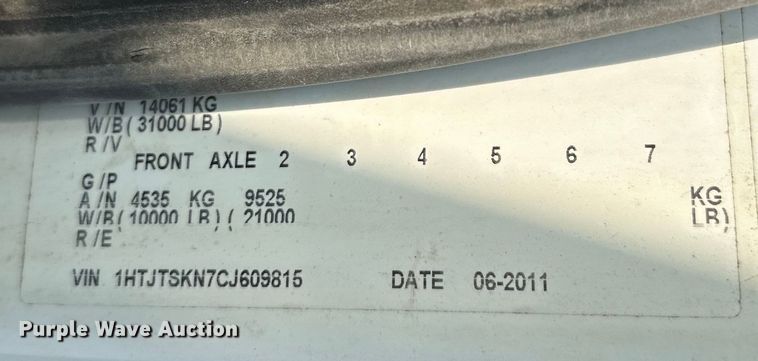 V/N 14061 KG
W/B( 31000 LB)
R/V
FRONT AXLE 2 3 4 5 6 7
G/P
A/N 4535 KG 9525 KG
W/B( 10000 LB)( 21000 LB)
R/E
VIN 1HTJTSKN7CJ609815 DATE 06-2011
Purple Wave Auction